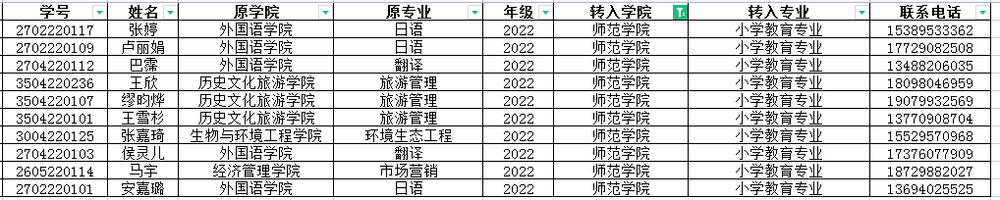 学号 姓名 原学院 原专业 年级 转入学院 转入专业 联系电话
2702220117 张婷 外国语学院 日语 2022 师范学院 小学教育专业 15389533362
2702220109 卢丽娟 外国语学院 日语 2022 师范学院 小学教育专业 17729082508
2704220112 巴霈 外国语学院 翻译 2022 师范学院 小学教育专业 13488206035
3504220236 王欣 历史文化旅游学院 旅游管理 2022 师范学院 小学教育专业 18098046959
3504220107 缪昀烨 历史文化旅游学院 旅游管理 2022 师范学院 小学教育专业 19079932569
3504220101 王雪杉 历史文化旅游学院 旅游管理 2022 师范学院 小学教育专业 13770908704
3004220125 张嘉琦 生物与环境工程学院 环境生态工程 2022 师范学院 小学教育专业 15529570968
2704220103 侯灵儿 外国语学院 翻译 2022 师范学院 小学教育专业 17376077909
2605220114 马宇 经济管理学院 市场营销 2022 师范学院 小学教育专业 18729882027
2702220101 安嘉璐 外国语学院 日语 2022 师范学院 小学教育专业 13694025525